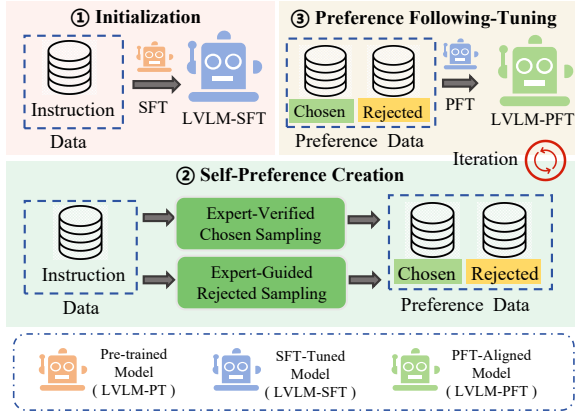 ① Initialization
Instruction
Data
SFT
LVLM-SFT
③ Preference Following-Tuning
Chosen
Rejected
Preference Data
PFT
LVLM-PFT
Iteration
② Self-Preference Creation
Instruction
Data
Expert-Verified
Chosen Sampling
Expert-Guided
Rejected Sampling
Chosen
Rejected
Preference Data
Pre-trained
Model
( LVLM-PT )
SFT-Tuned
Model
( LVLM-SFT )
PFT-Aligned
Model
( LVLM-PFT )